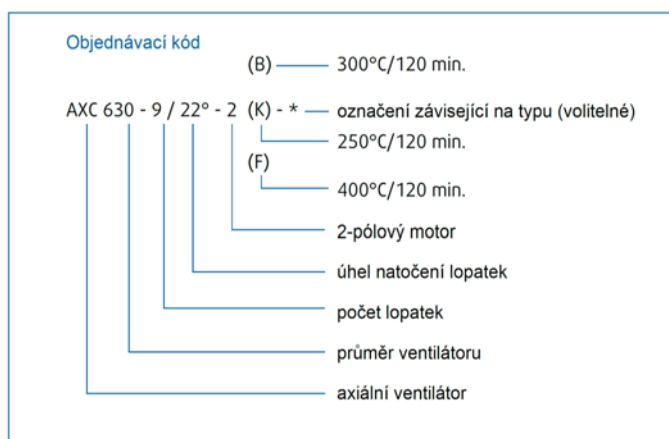 Objednávací kód
(B) 300°C/120 min.
AXC 630 - 9 / 22° - 2 (K) - * označení závisející na typu (volitelné)
250°C/120 min.
(F)
400°C/120 min.
2-pólový motor
úhel natočení lopatek
počet lopatek
průměr ventilátoru
axiální ventilátor